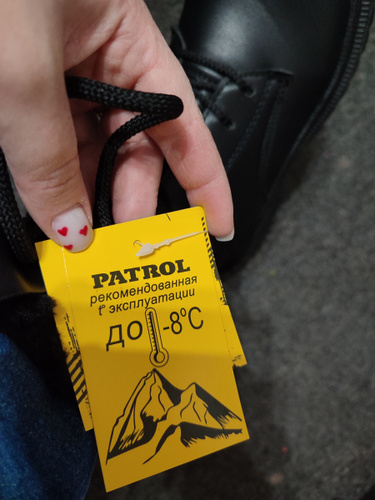 PATROL
рекомендованная
t° эксплуатации
до -8°C